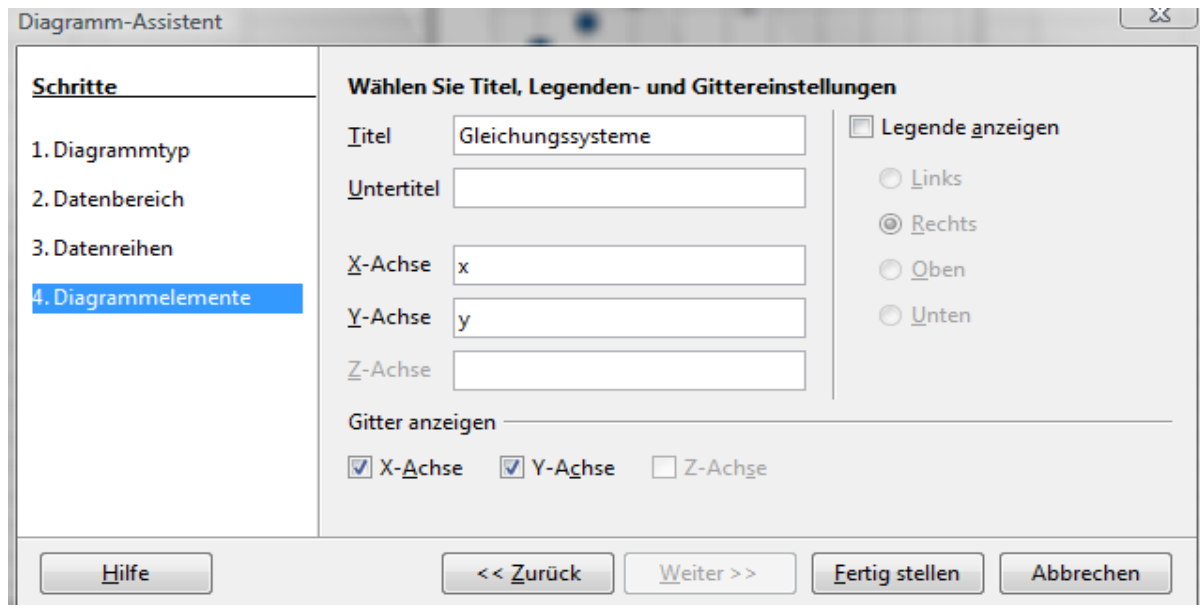 Diagramm-Assistent
Schritte
1. Diagrammtyp
2. Datenbereich
3. Datenreihen
4. Diagrammelemente
Wählen Sie Titel, Legenden- und Gittereinstellungen
Titel Gleichungssysteme
Untertitel
X-Achse x
Y-Achse y
Z-Achse
Legende anzeigen
Links
Rechts
Oben
Unten
Gitter anzeigen
X-Achse Y-Achse Z-Achse
Hilfe << Zurück Weiter >> Fertig stellen Abbrechen